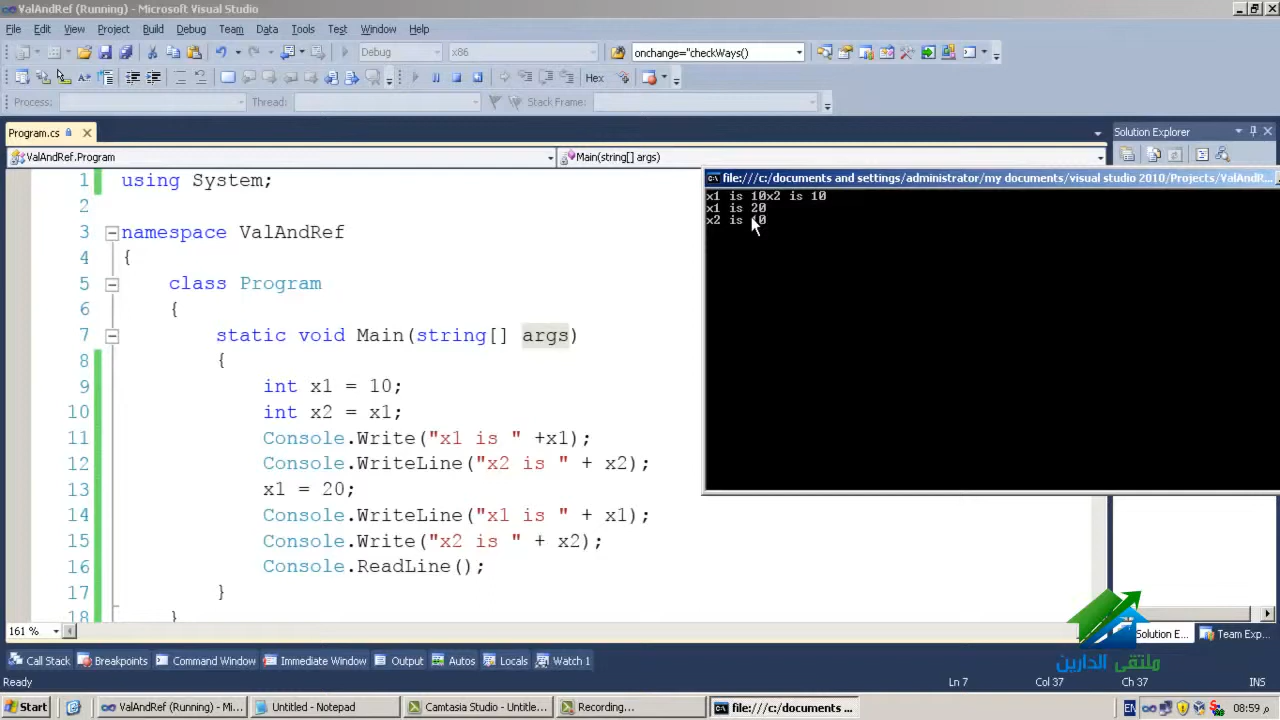 ValAndRef (Running) - Microsoft Visual Studio
File Edit View Project Build Debug Team Data Tools Test Window Help
Debug x86 onchange="checkWays()
Hex
Process: Thread: Stack Frame:
Program.cs Solution Explorer
ValAndRef.Program Main(string[] args)
file:///c:/documents and settings/administrator/my documents/visual studio 2010/Projects/ValAndR...
x1 is 10x2 is 10
x1 is 20
x2 is 10
1 using System;
2
3 namespace ValAndRef
4 {
5 class Program
6 {
7 static void Main(string[] args)
8 {
9 int x1 = 10;
10 int x2 = x1;
11 Console.Write("x1 is " +x1);
12 Console.WriteLine("x2 is " + x2);
13 x1 = 20;
14 Console.WriteLine("x1 is " + x1);
15 Console.Write("x2 is " + x2);
16 Console.ReadLine();
17 }
18 }
161 %
Solution E... Team Exp...
ملتقى الدارين
Call Stack Breakpoints Command Window Immediate Window Output Autos Locals Watch 1
Ready Ln 7 Col 37 Ch 37 INS
Start ValAndRef (Running) - Mi... Untitled - Notepad Camtasia Studio - Untitle... Recording... file:///c:/documents ... EN 08:59 م